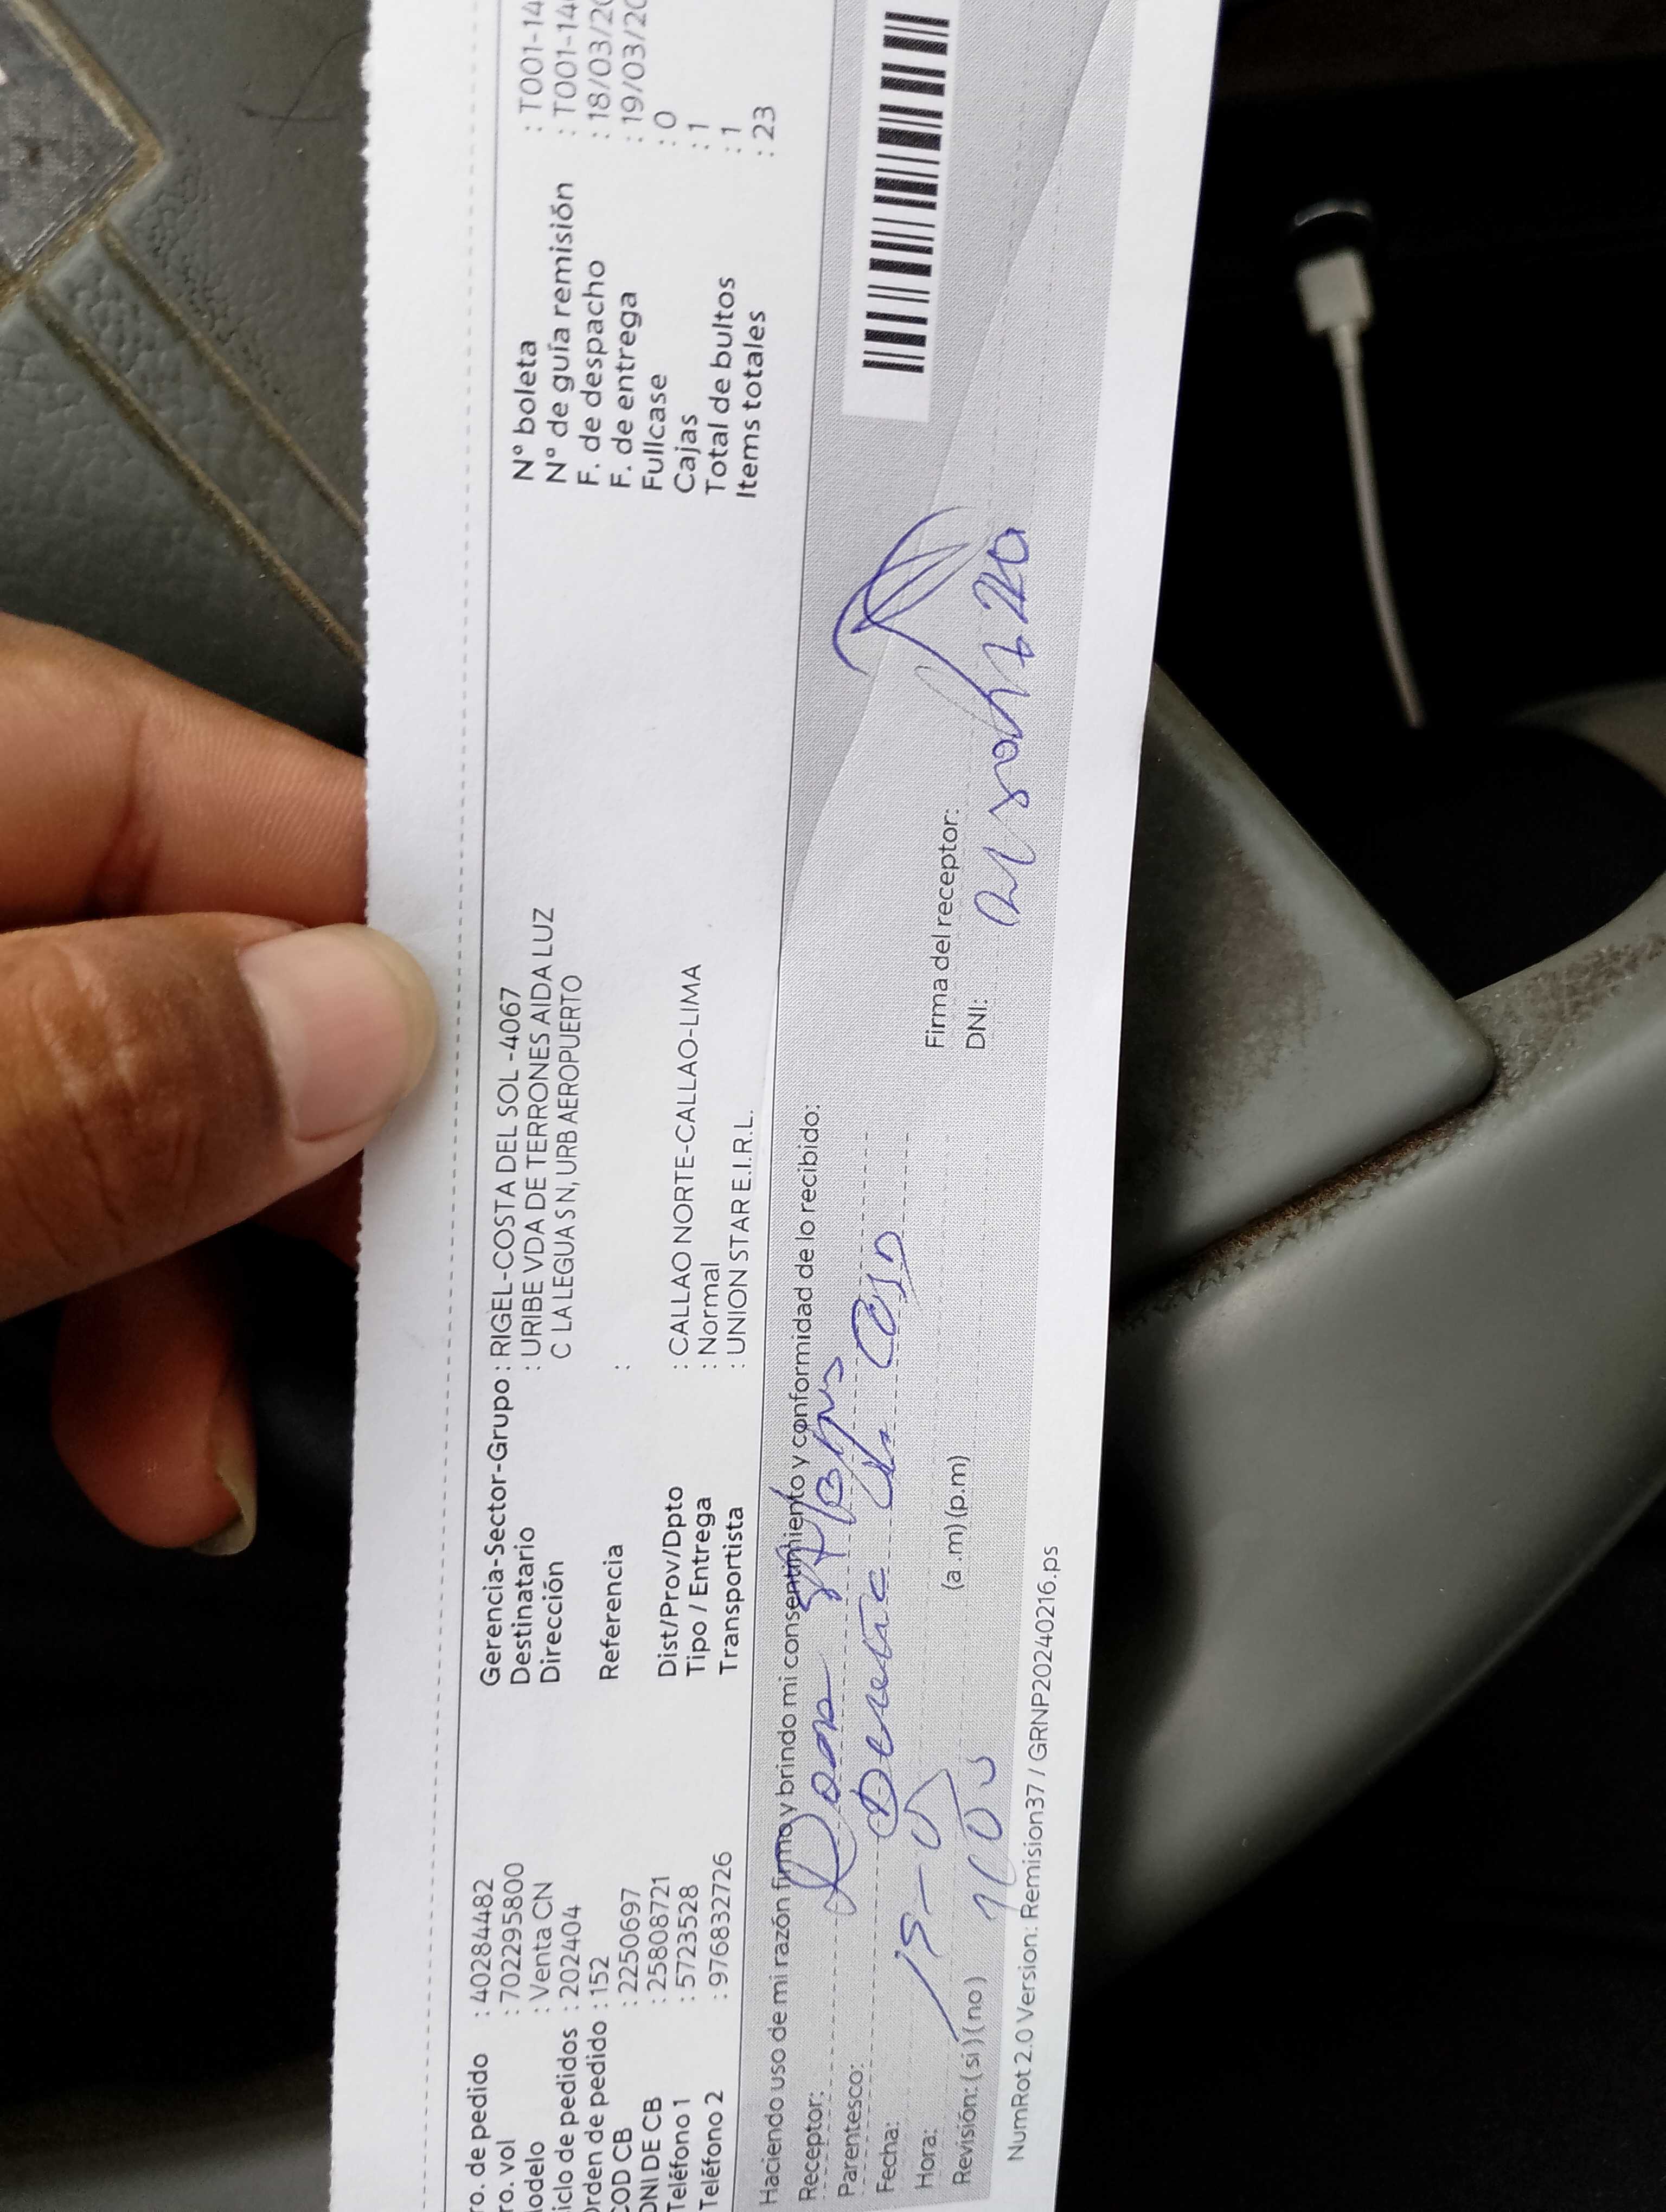 ro. de pedido : 40284482
ro. vol : 702295800
odelo : Venta CN
iclo de pedidos : 202404
rden de pedido : 152
COD CB : 2250697
DNI DE CB : 25808721
Teléfono 1 : 5723528
Teléfono 2 : 976832726
Gerencia-Sector-Grupo : RIGEL-COSTA DEL SOL -4067
Destinatario : URIBE VDA DE TERRONES AIDA LUZ
Dirección C LA LEGUA S N, URB AEROPUERTO
Referencia :
Dist/Prov/Dpto : CALLAO NORTE-CALLAO-LIMA
Tipo / Entrega : Normal
Transportista : UNION STAR E.I.R.L.
N° boleta : T001-14
N° de guía remisión : T001-14
F. de despacho : 18/03/20
F. de entrega : 19/03/20
Fullcase : 0
Cajas : 1
Total de bultos : 1
Items totales : 23
Haciendo uso de mi razón firmo y brindo mi consentimiento y conformidad de lo recibido:
Receptor: Rosa
Parentesco:
Fecha:
Hora: (a.m) (p.m)
Revisión: ( si ) ( no )
Firma del receptor:
DNI:
NumRot 2.0 Version.: Remision37 / GRNP20240216.ps